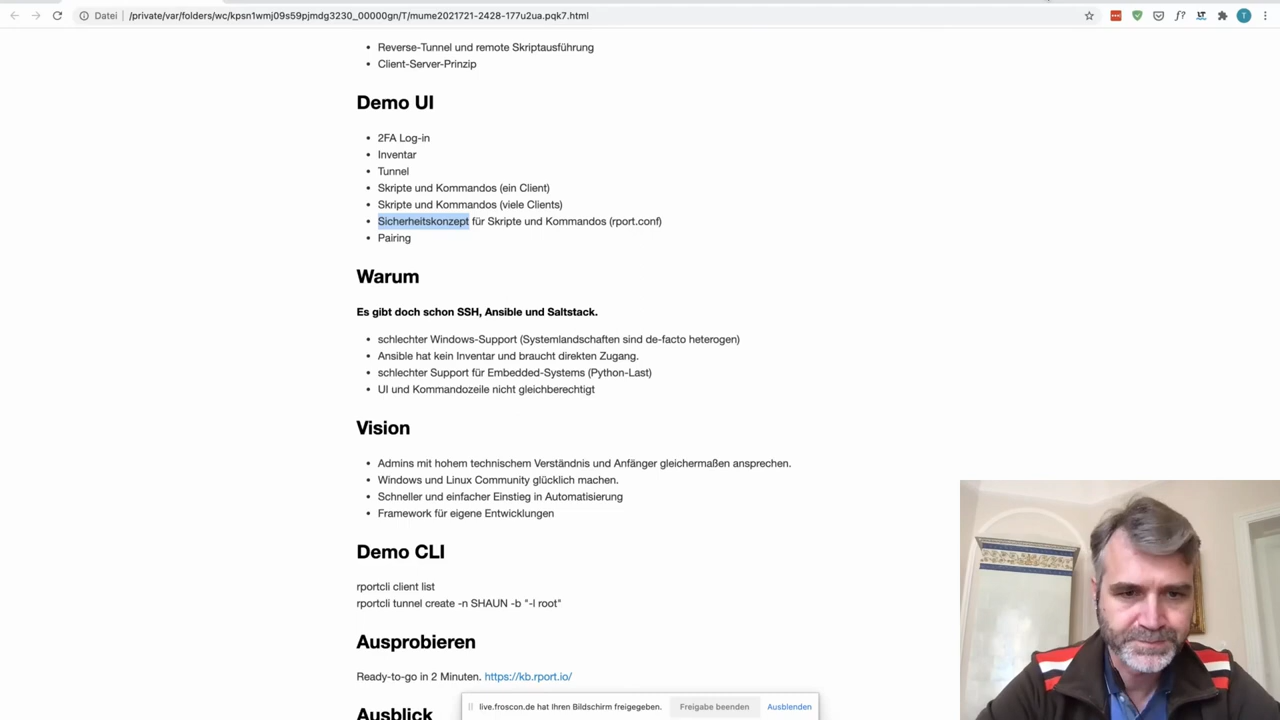 Datei /private/var/folders/wc/kpsn1wmj09s59pjmdg3230_00000gn/T/mume2021721-2428-177u2ua.pqk7.html
f? LT T
Reverse-Tunnel und remote Skriptausführung
Client-Server-Prinzip
Demo UI
2FA Log-in
Inventar
Tunnel
Skripte und Kommandos (ein Client)
Skripte und Kommandos (viele Clients)
Sicherheitskonzept für Skripte und Kommandos (rport.conf)
Pairing
Warum
Es gibt doch schon SSH, Ansible und Saltstack.
schlechter Windows-Support (Systemlandschaften sind de-facto heterogen)
Ansible hat kein Inventar und braucht direkten Zugang.
schlechter Support für Embedded-Systems (Python-Last)
UI und Kommandozeile nicht gleichberechtigt
Vision
Admins mit hohem technischem Verständnis und Anfänger gleichermaßen ansprechen.
Windows und Linux Community glücklich machen.
Schneller und einfacher Einstieg in Automatisierung
Framework für eigene Entwicklungen
Demo CLI
rportcli client list
rportcli tunnel create -n SHAUN -b "-l root"
Ausprobieren
Ready-to-go in 2 Minuten. https://kb.rport.io/
Ausblick
live.froscon.de hat Ihren Bildschirm freigegeben. Freigabe beenden Ausblenden